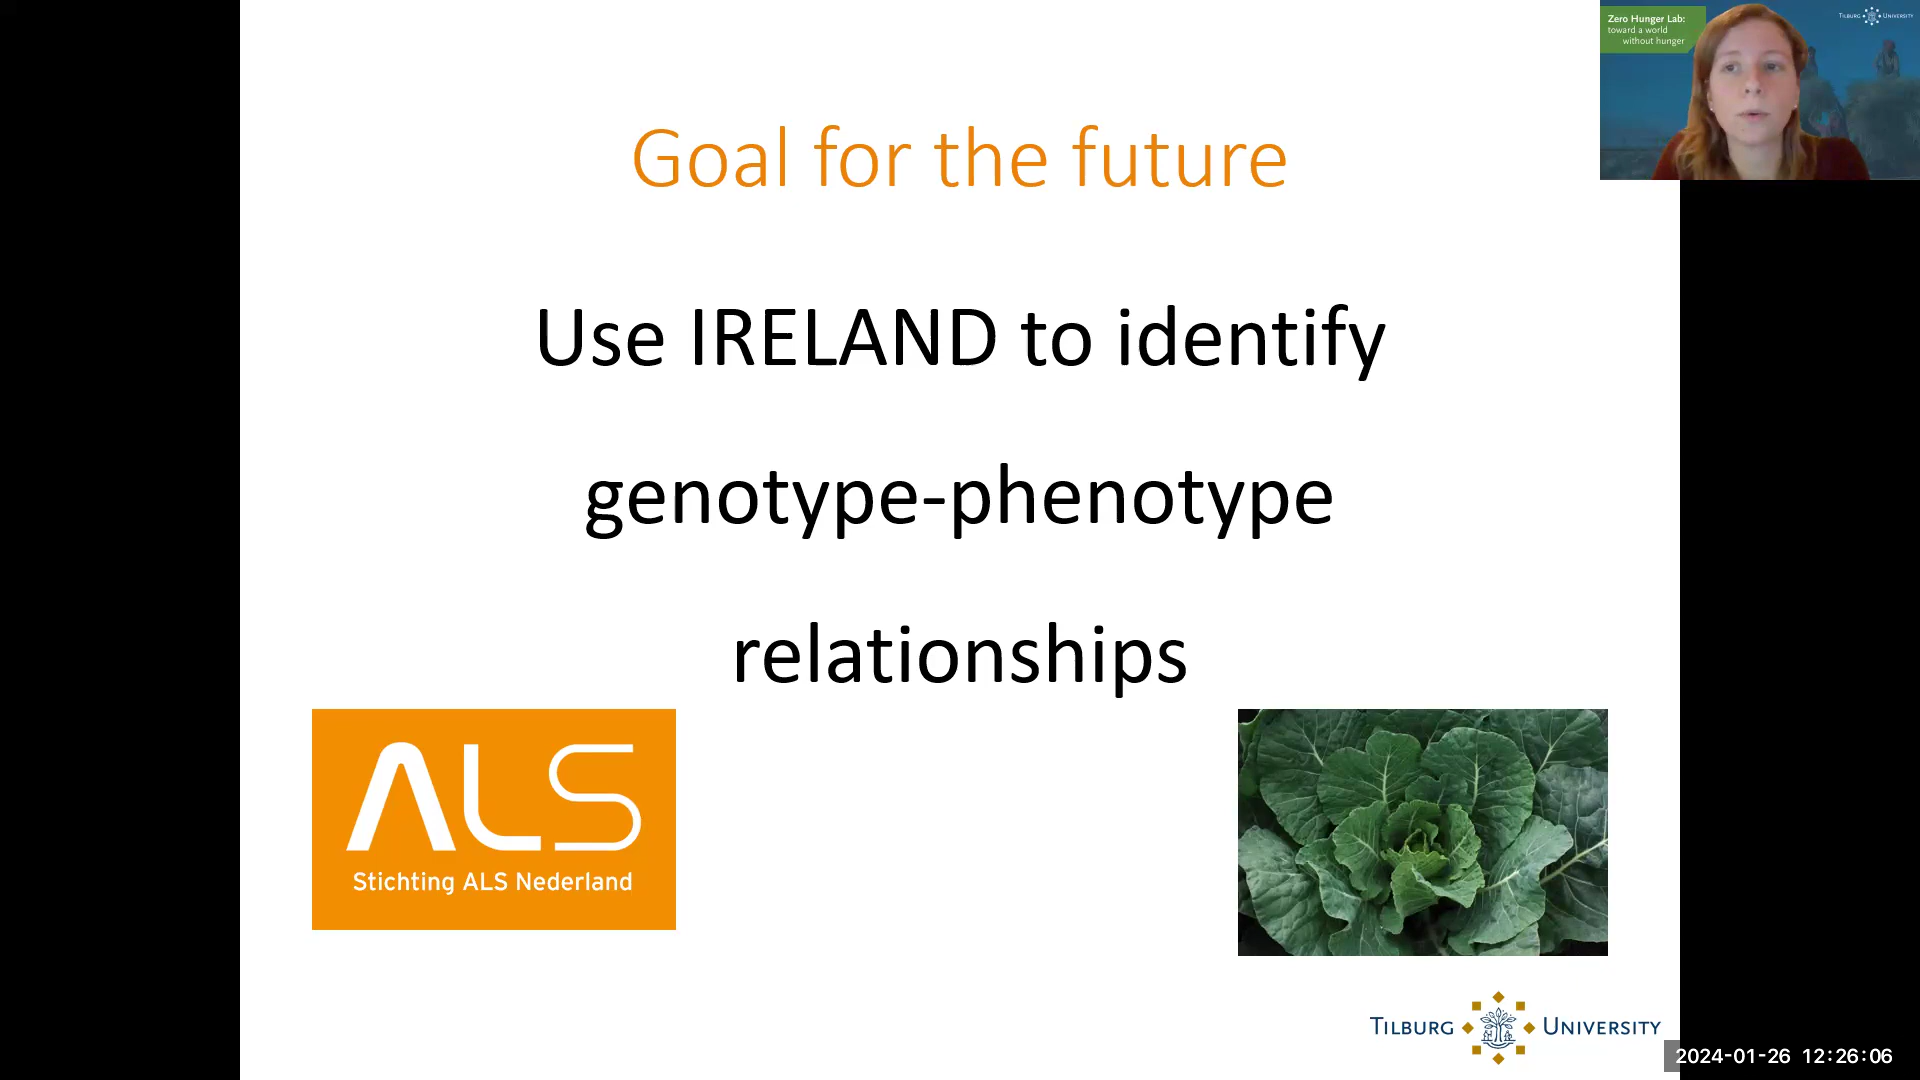 Zero Hunger Lab:
toward a world
without hunger
TILBURG UNIVERSITY
Goal for the future
Use IRELAND to identify
genotype-phenotype
relationships
ALS
Stichting ALS Nederland
TILBURG UNIVERSITY
2024-01-26 12:26:06